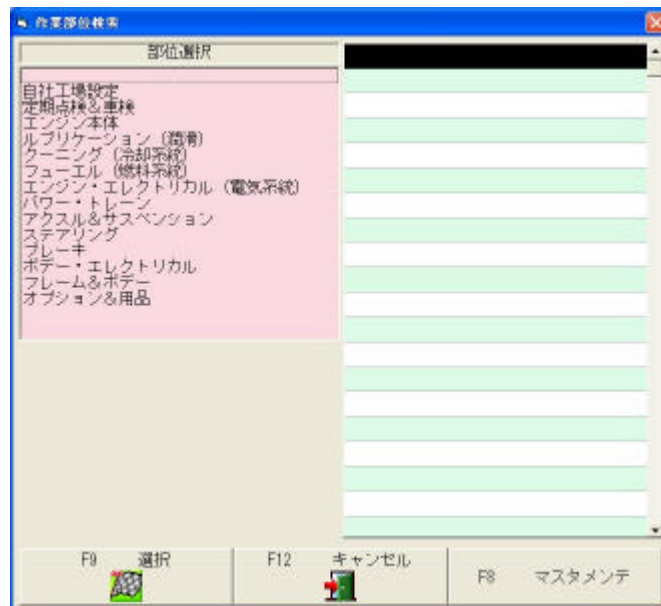 作業部位検索
部位選択
自社工場設定
定期点検&車検
エンジン本体
ルブリケーション (潤滑)
クーニング (冷却系統)
フューエル (燃料系統)
エンジン・エレクトリカル (電気系統)
パワー・トレーン
アクスル&サスペンション
ステアリング
ブレーキ
ボデー・エレクトリカル
フレーム&ボデー
オプション&用品
F9 選択
F12 キャンセル
F8 マスタメンテ